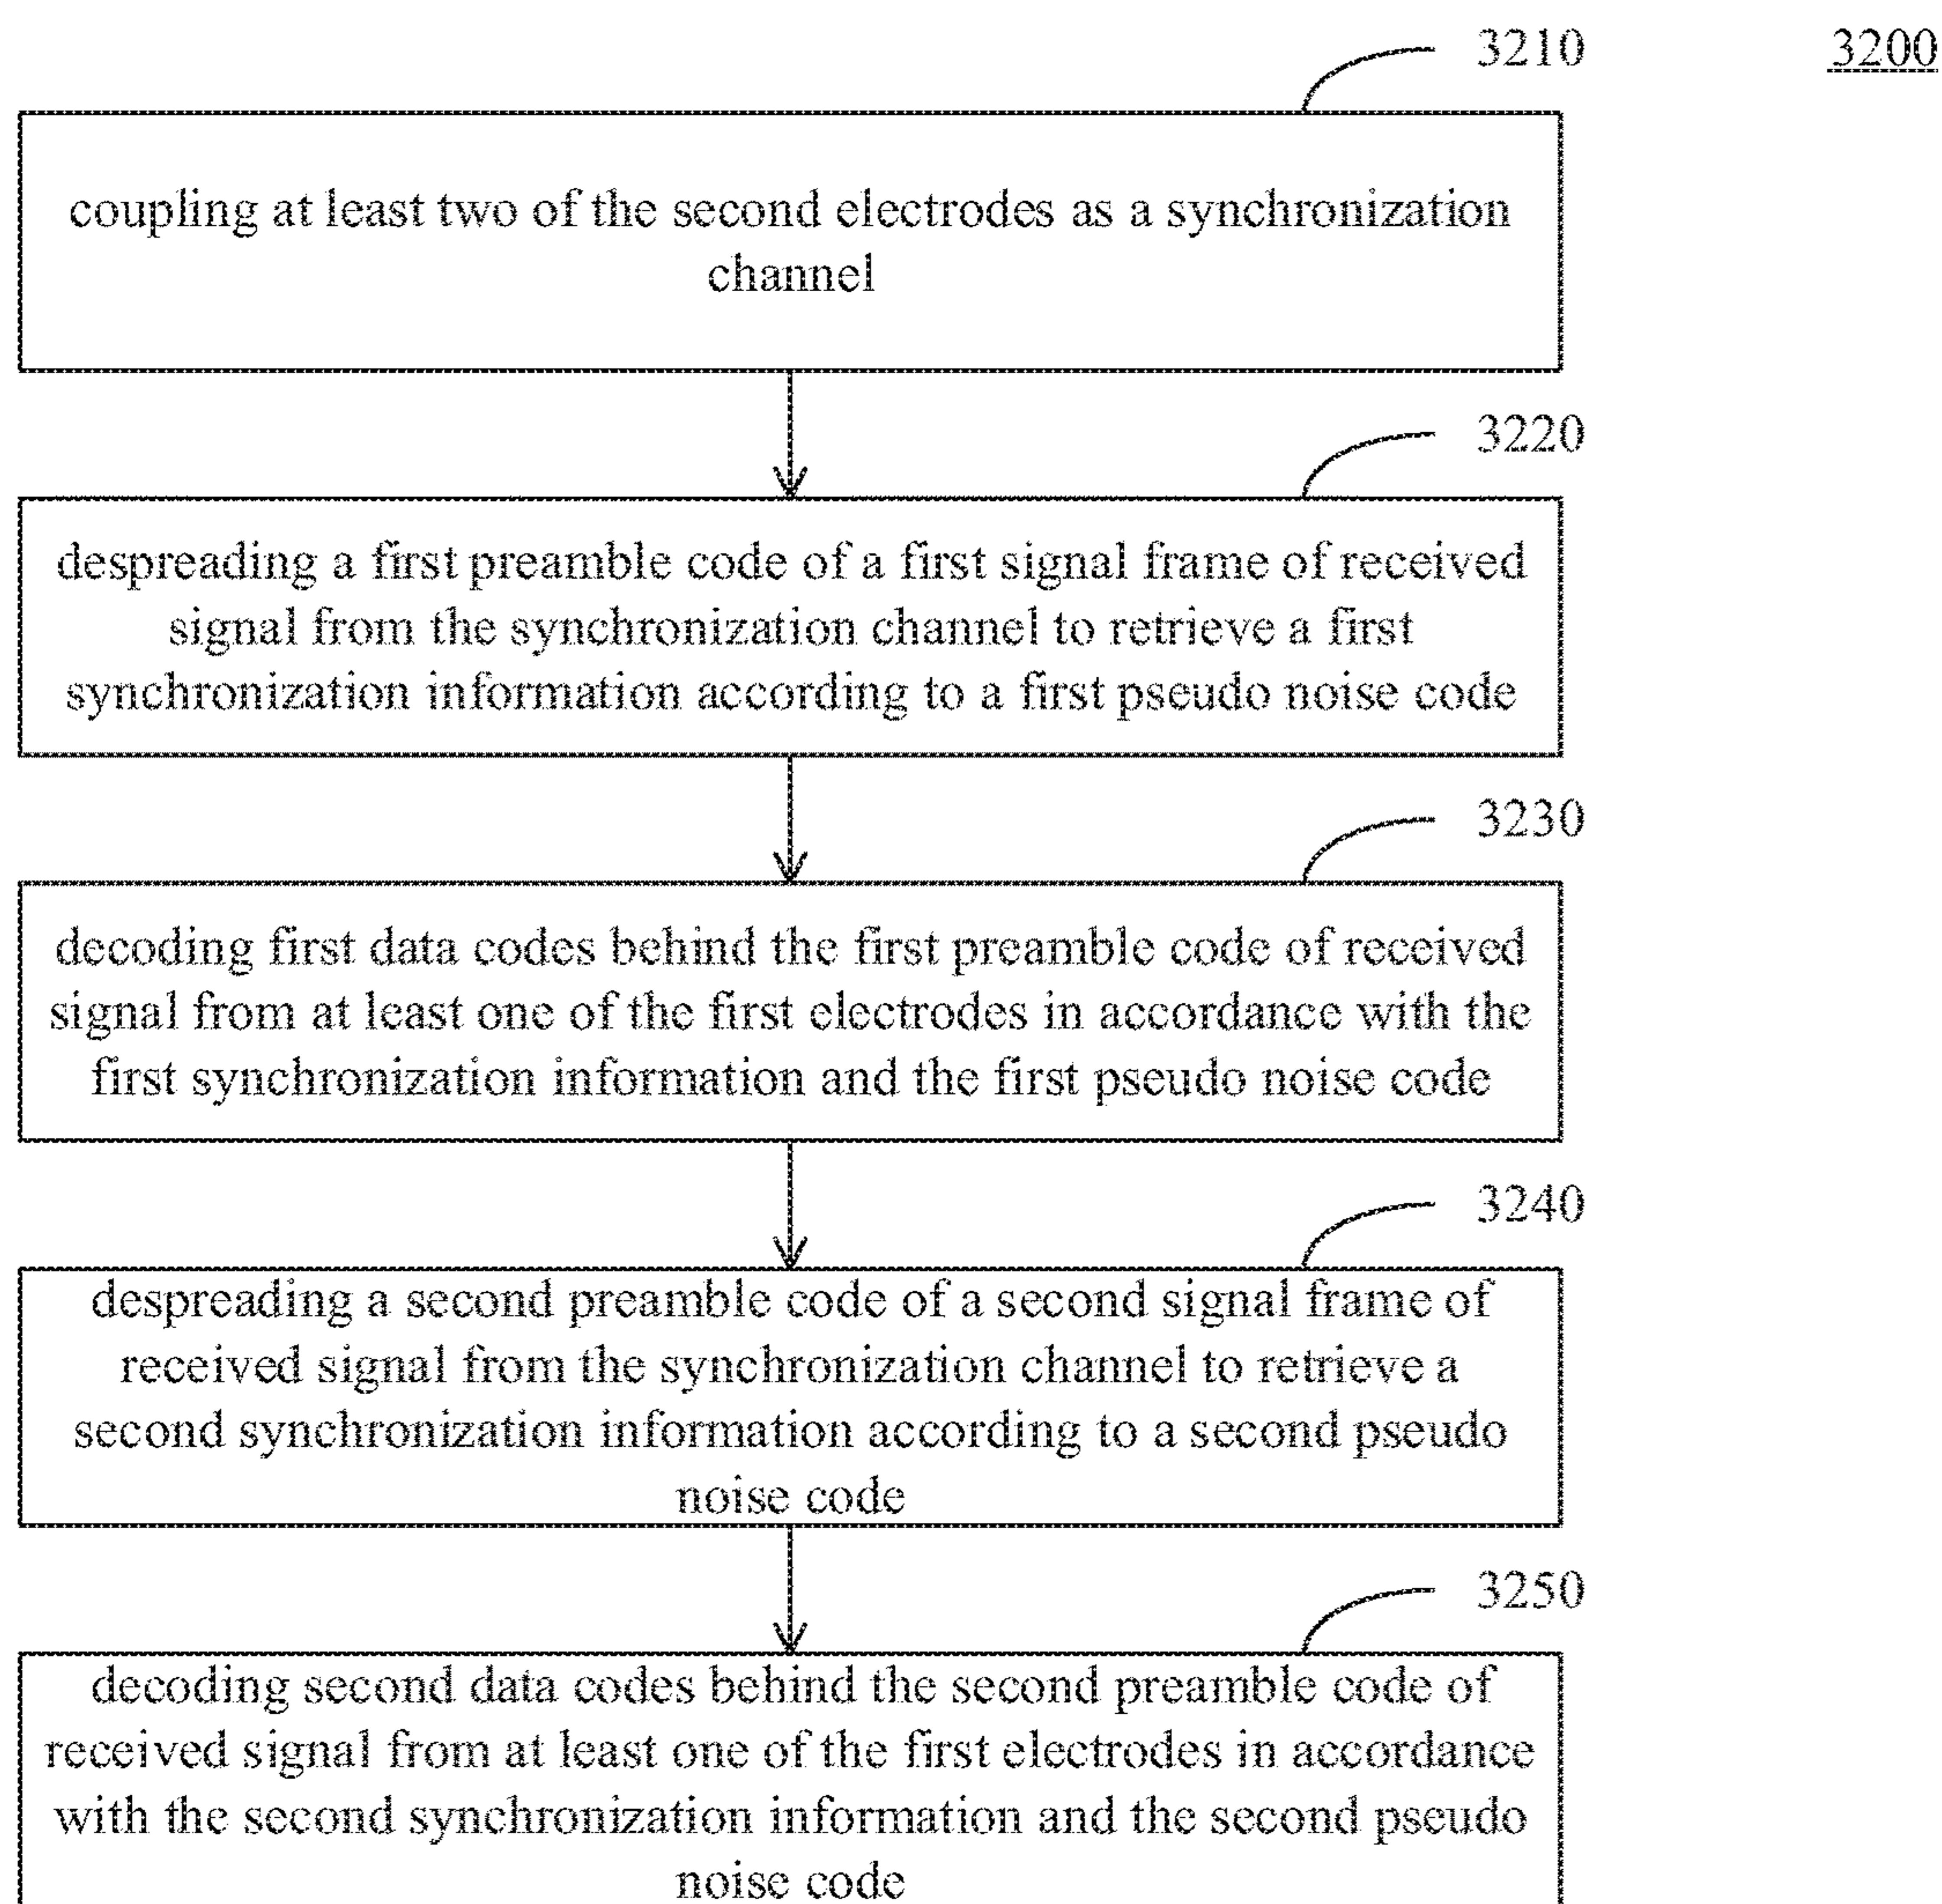 3210
3200
coupling at least two of the second electrodes as a synchronization
channel
3220
despreading a first preamble code of a first signal frame of received
signal from the synchronization channel to retrieve a first
synchronization information according to a first pseudo noise code
3230
decoding first data codes behind the first preamble code of received
signal from at least one of the first electrodes in accordance with the
first synchronization information and the first pseudo noise code
3240
despreading a second preamble code of a second signal frame of
received signal from the synchronization channel to retrieve a
second synchronization information according to a second pseudo
noise code
3250
decoding second data codes behind the second preamble code of
received signal from at least one of the first electrodes in accordance
with the second synchronization information and the second pseudo
noise code